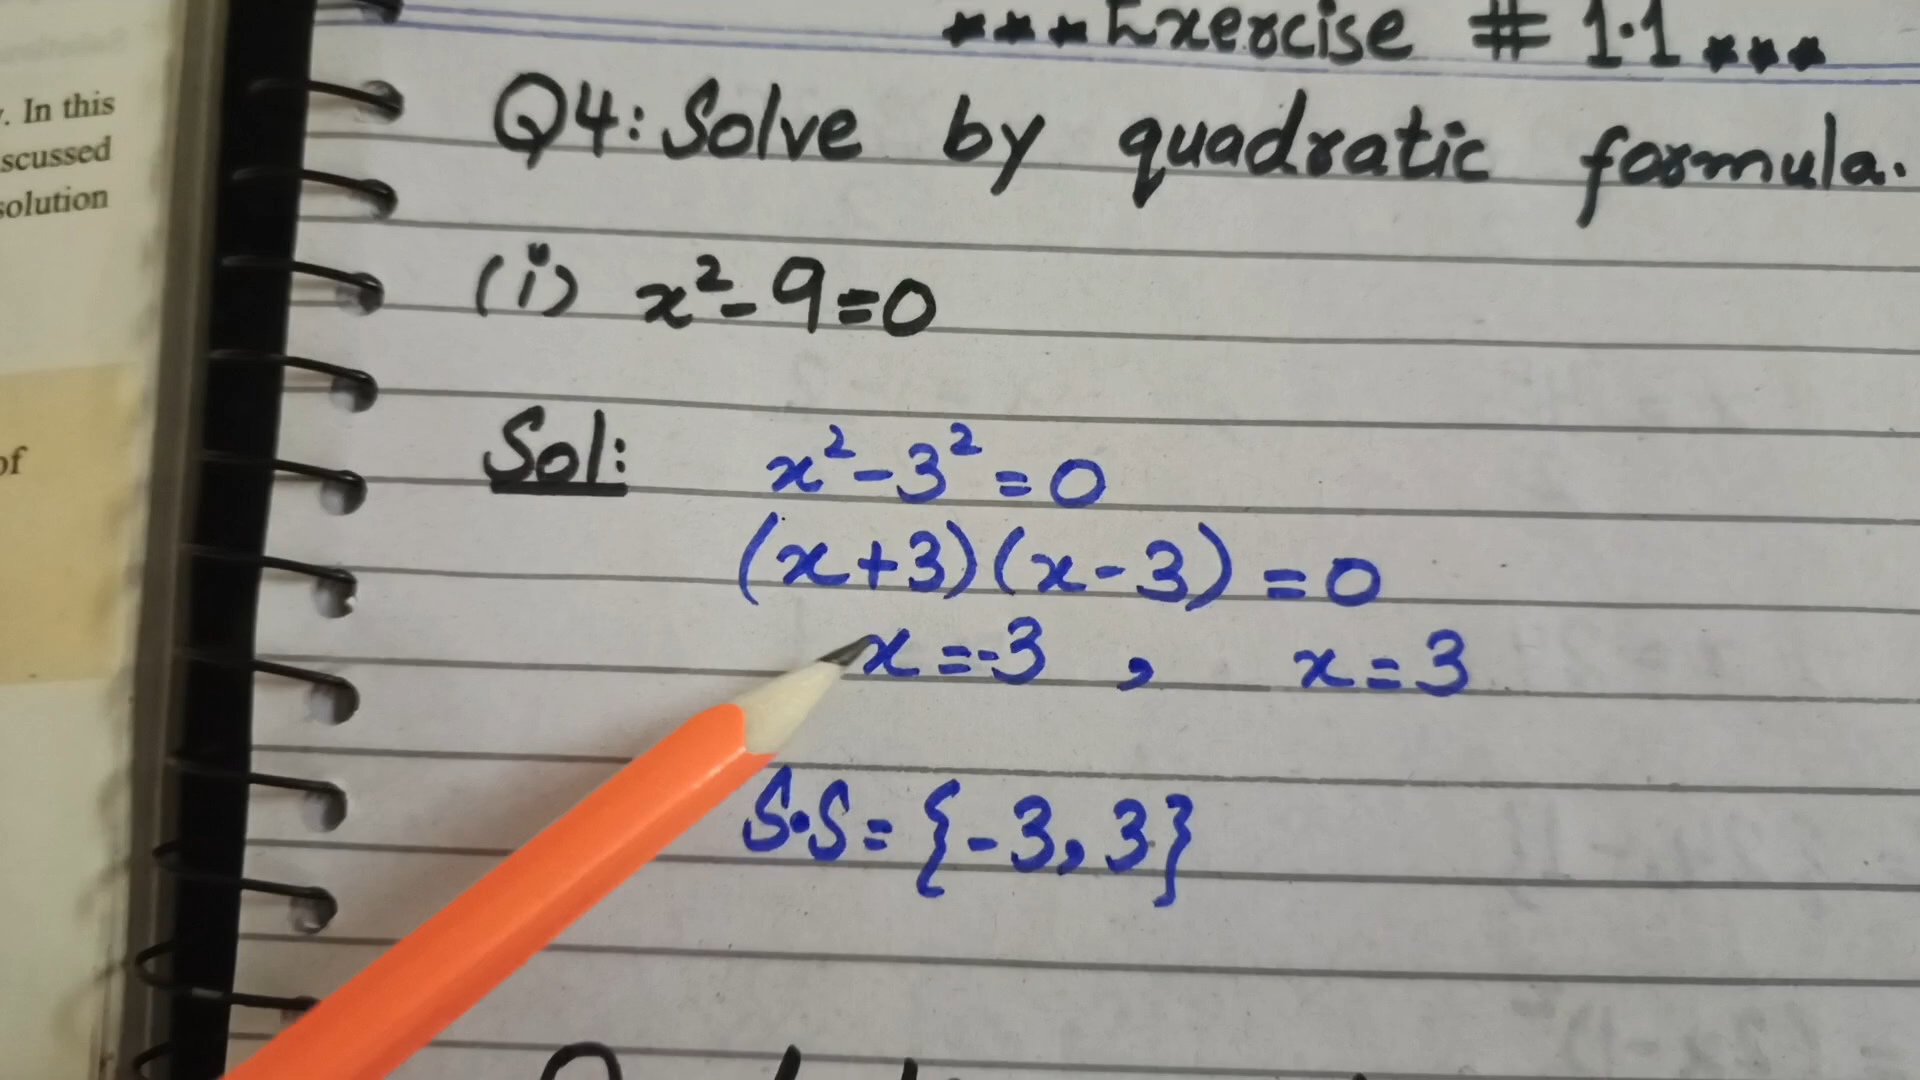 . In this
scussed
solution
of
***Exercise # 1.1***
Q4: Solve by quadratic formula.
(i) x²-9=0
Sol: x²-3²=0
(x+3)(x-3)=0
x=-3 , x=3
S.S={-3,3}